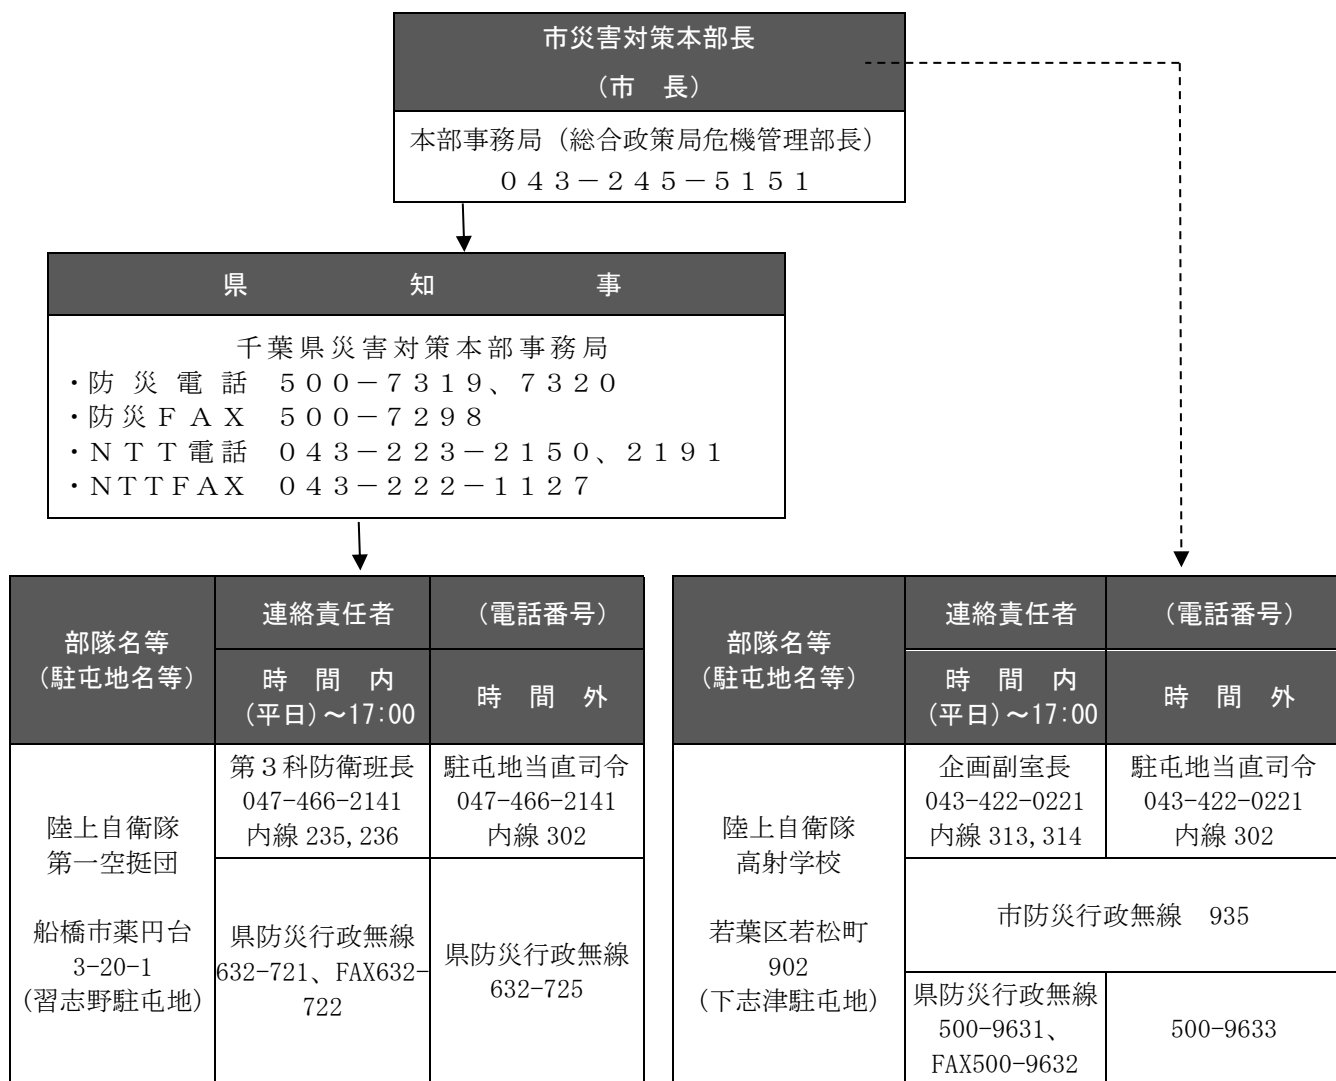 市災害対策本部長
（市　長）
本部事務局（総合政策局危機管理部長）
０４３－２４５－５１５１
県　知　事
千葉県災害対策本部事務局
・防災電話　５００－７３１９、７３２０
・防災ＦＡＸ　５００－７２９８
・ＮＴＴ電話　０４３－２２３－２１５０、２１９１
・ＮＴＴＦＡＸ　０４３－２２２－１１２７
部隊名等
（駐屯地名等）
連絡責任者
（電話番号）
時　間　内
(平日)～17:00
時　間　外
陸上自衛隊
第一空挺団
船橋市薬円台
3-20-1
(習志野駐屯地)
第３科防衛班長
047-466-2141
内線 235,236
駐屯地当直司令
047-466-2141
内線 302
県防災行政無線
632-721、FAX632-
722
県防災行政無線
632-725
部隊名等
（駐屯地名等）
連絡責任者
（電話番号）
時　間　内
(平日)～17:00
時　間　外
陸上自衛隊
高射学校
若葉区若松町
902
(下志津駐屯地)
企画副室長
043-422-0221
内線 313,314
駐屯地当直司令
043-422-0221
内線 302
市防災行政無線　935
県防災行政無線
500-9631、
FAX500-9632
500-9633